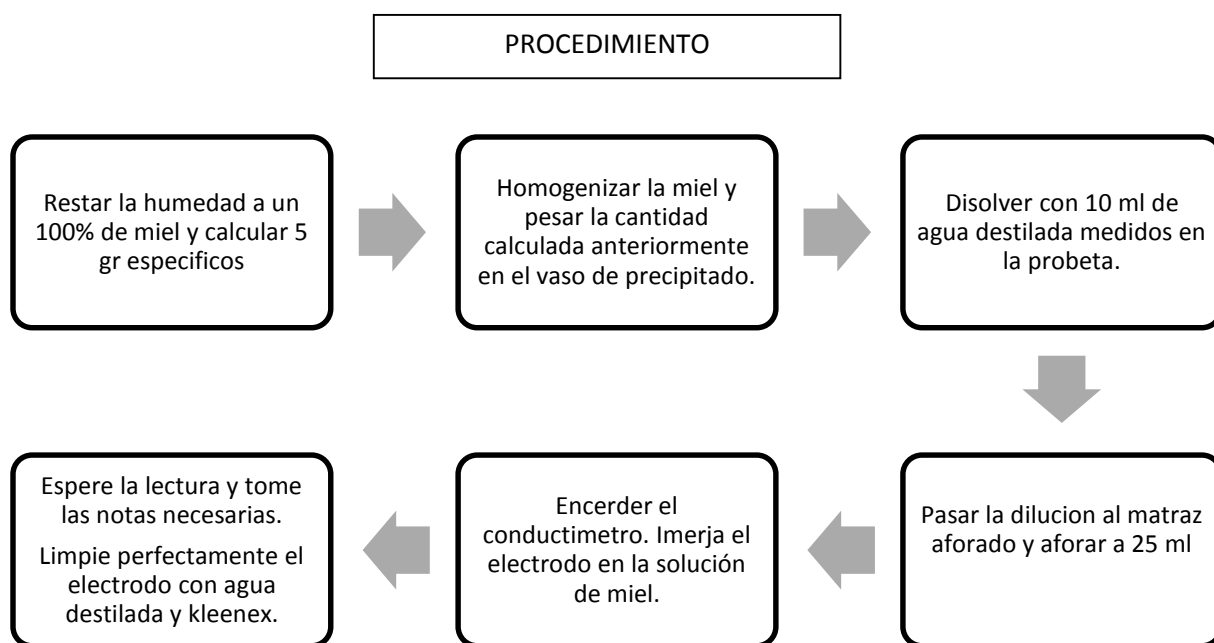 PROCEDIMIENTO
Restar la humedad a un
100% de miel y calcular 5
gr especificos
Homogenizar la miel y
pesar la cantidad
calculada anteriormente
en el vaso de precipitado.
Disolver con 10 ml de
agua destilada medidos en
la probeta.
Pasar la dilucion al matraz
aforado y aforar a 25 ml
Encerder el
conductimetro. Imerja el
electrodo en la solución
de miel.
Espere la lectura y tome
las notas necesarias.
Limpie perfectamente el
electrodo con agua
destilada y kleenex.